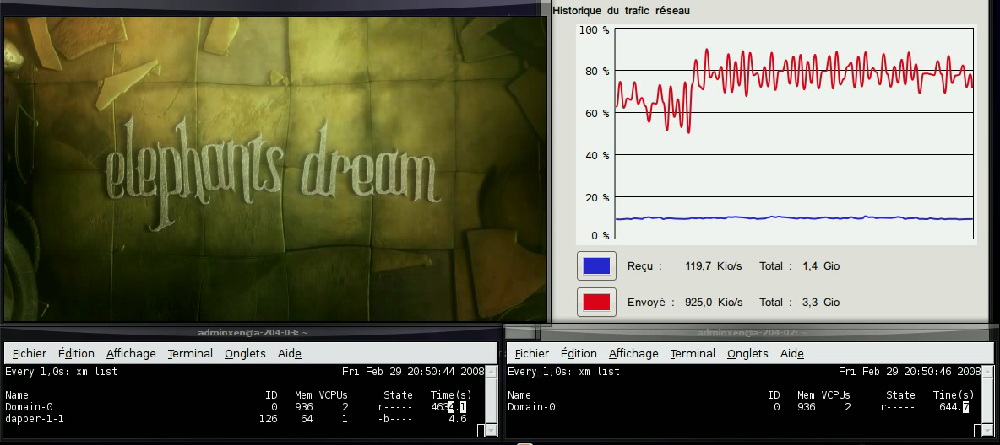 elephants dream
Historique du trafic réseau
100 %
80 %
60 %
40 %
20 %
0 %
Reçu : 119,7 Kio/s Total : 1,4 Gio
Envoyé : 925,0 Kio/s Total : 3,3 Gio
adminxen@a-204-03: ~
Fichier Édition Affichage Terminal Onglets Aide
Every 1,0s: xm list Fri Feb 29 20:50:44 2008
Name ID Mem VCPUs State Time(s)
Domain-0 0 936 2 r----- 4634.1
dapper-1-1 126 64 1 -b---- 4.6
adminxen@a-204-02: ~
Fichier Édition Affichage Terminal Onglets Aide
Every 1,0s: xm list Fri Feb 29 20:50:46 2008
Name ID Mem VCPUs State Time(s)
Domain-0 0 936 2 r----- 644.7